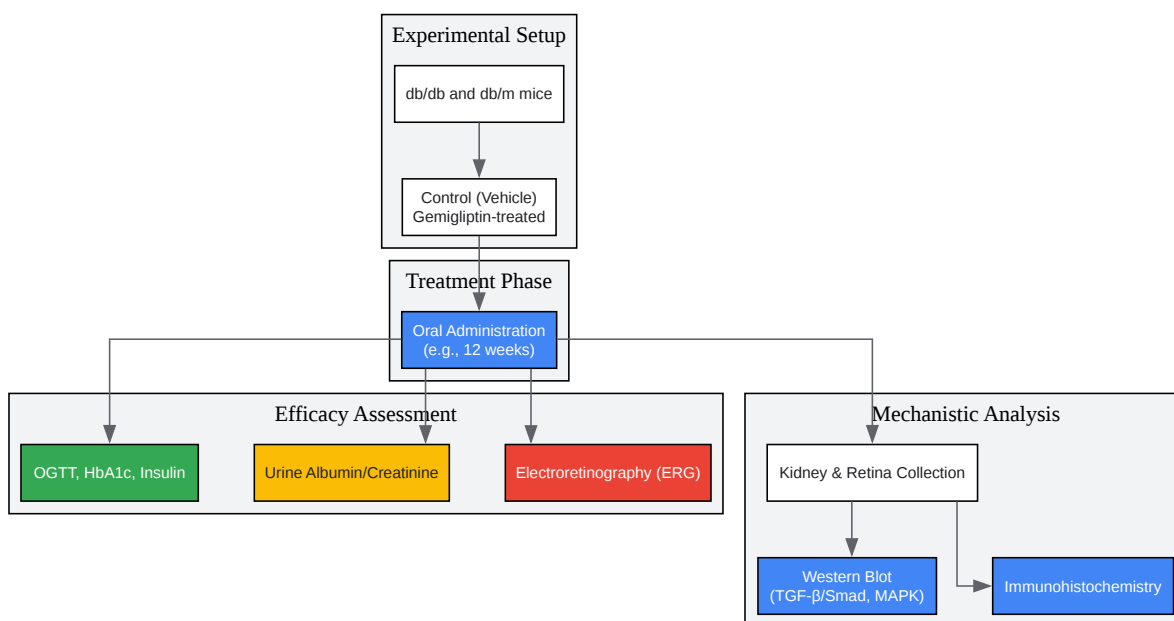 Experimental Setup
db/db and db/m mice
Control (Vehicle)
Gemigliptin-treated
Treatment Phase
Oral Administration
(e.g., 12 weeks)
Efficacy Assessment
OGTT, HbA1c, Insulin
Urine Albumin/Creatinine
Electroretinography (ERG)
Mechanistic Analysis
Kidney & Retina Collection
Western Blot
(TGF-β/Smad, MAPK)
Immunohistochemistry